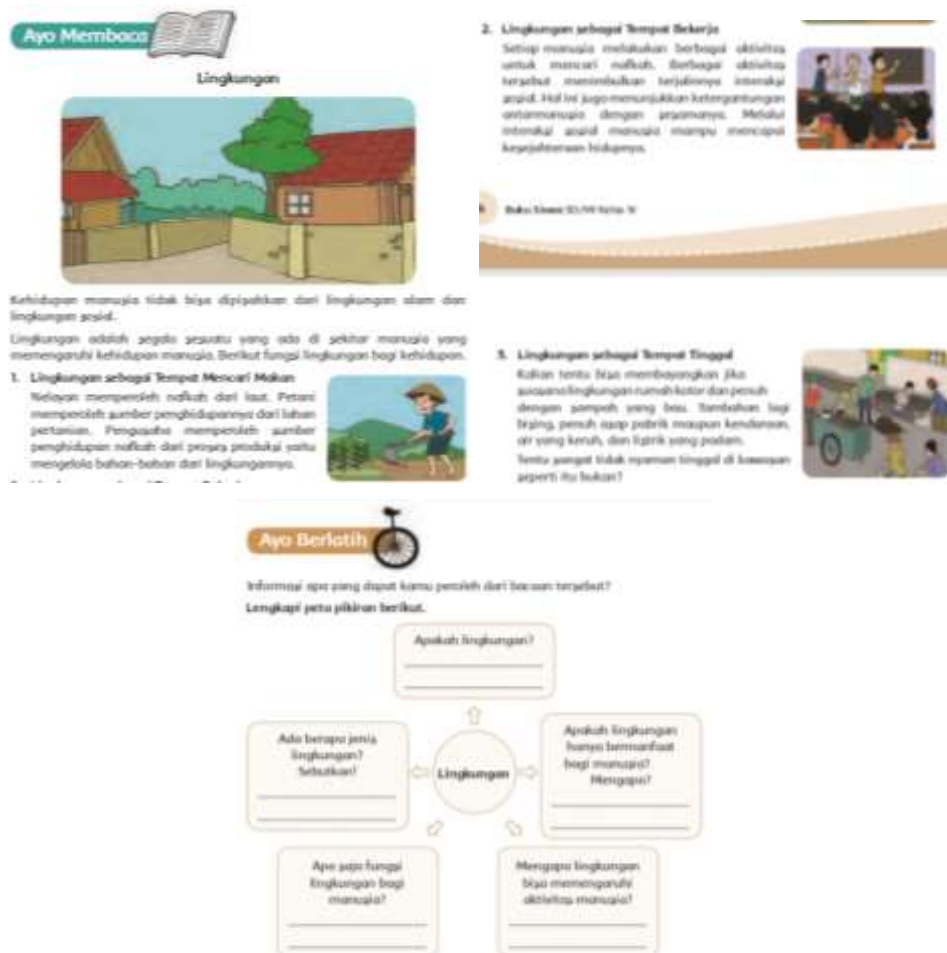 Ayo Membaca
Lingkungan
Kehidupan manusia tidak bisa dipisahkan dari lingkungan alam dan
lingkungan sosial.
Lingkungan adalah segala sesuatu yang ada di sekitar manusia yang
memengaruhi kehidupan manusia. Berikut fungsi lingkungan bagi kehidupan.
1. Lingkungan sebagai Tempat Mencari Makan
Nelayan memperoleh nafkah dari laut. Petani
memperoleh sumber penghidupannya dari lahan
pertanian. Pengusaha memperoleh sumber
penghidupan nafkah dari proses produksi yaitu
mengelola bahan-bahan dari lingkungannya.
2. Lingkungan sebagai Tempat Bekerja
Setiap manusia melakukan berbagai aktivitas
untuk mencari nafkah. Berbagai aktivitas
tersebut menimbulkan terjalinnya interaksi
sosial. Hal ini juga menunjukkan ketergantungan
antarmanusia dengan sesamanya. Melalui
interaksi sosial manusia mampu mencapai
kesejahteraan hidupnya.
Buku Siswa SD/MI Kelas IV
3. Lingkungan sebagai Tempat Tinggal
Kalian tentu bisa membayangkan jika
suasana lingkungan rumah kotor dan penuh
dengan sampah yang bau. Tambahan lagi
bising, penuh asap pabrik maupun kendaraan,
air yang keruh, dan listrik yang padam.
Tentu sangat tidak nyaman tinggal di kawasan
seperti itu bukan?
Ayo Berlatih
Informasi apa yang dapat kamu peroleh dari bacaan tersebut?
Lengkapi peta pikiran berikut.
Apakah lingkungan?
Ada berapa jenis
lingkungan?
Sebutkan!
Lingkungan
Apakah lingkungan
hanya bermanfaat
bagi manusia?
Mengapa?
Apa saja fungsi
lingkungan bagi
manusia?
Mengapa lingkungan
bisa memengaruhi
aktivitas manusia?